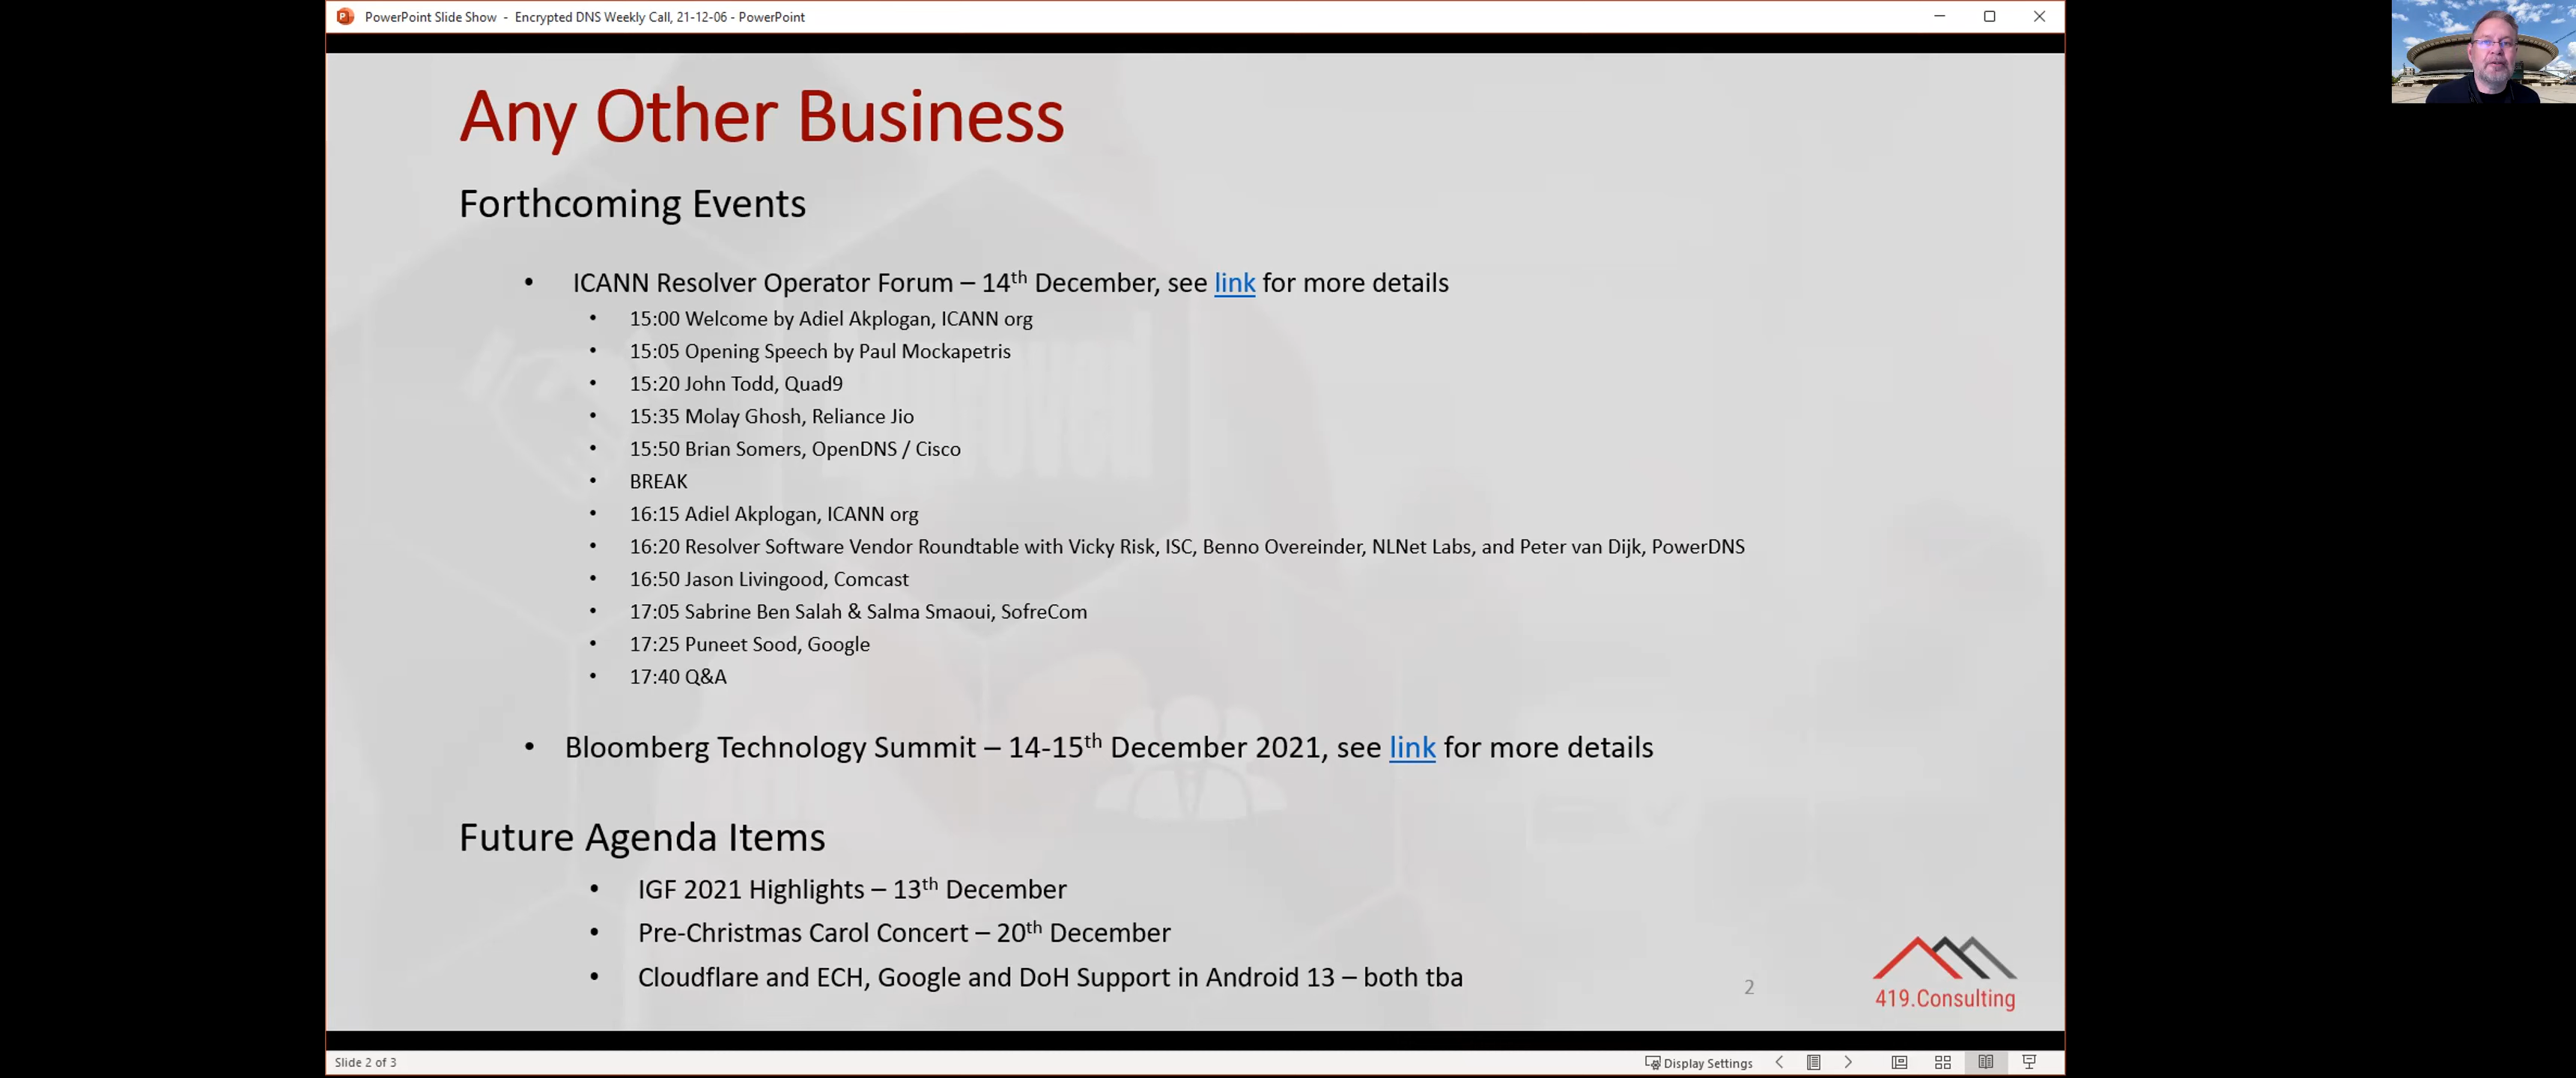 PowerPoint Slide Show - Encrypted DNS Weekly Call, 21-12-06 - PowerPoint
Any Other Business
Forthcoming Events
• ICANN Resolver Operator Forum – 14th December, see link for more details
• 15:00 Welcome by Adiel Akplogan, ICANN org
• 15:05 Opening Speech by Paul Mockapetris
• 15:20 John Todd, Quad9
• 15:35 Molay Ghosh, Reliance Jio
• 15:50 Brian Somers, OpenDNS / Cisco
• BREAK
• 16:15 Adiel Akplogan, ICANN org
• 16:20 Resolver Software Vendor Roundtable with Vicky Risk, ISC, Benno Overeinder, NLNet Labs, and Peter van Dijk, PowerDNS
• 16:50 Jason Livingood, Comcast
• 17:05 Sabrine Ben Salah & Salma Smaoui, SofreCom
• 17:25 Puneet Sood, Google
• 17:40 Q&A
• Bloomberg Technology Summit – 14-15th December 2021, see link for more details
Future Agenda Items
• IGF 2021 Highlights – 13th December
• Pre-Christmas Carol Concert – 20th December
• Cloudflare and ECH, Google and DoH Support in Android 13 – both tba
2
419.Consulting
Slide 2 of 3
Display Settings